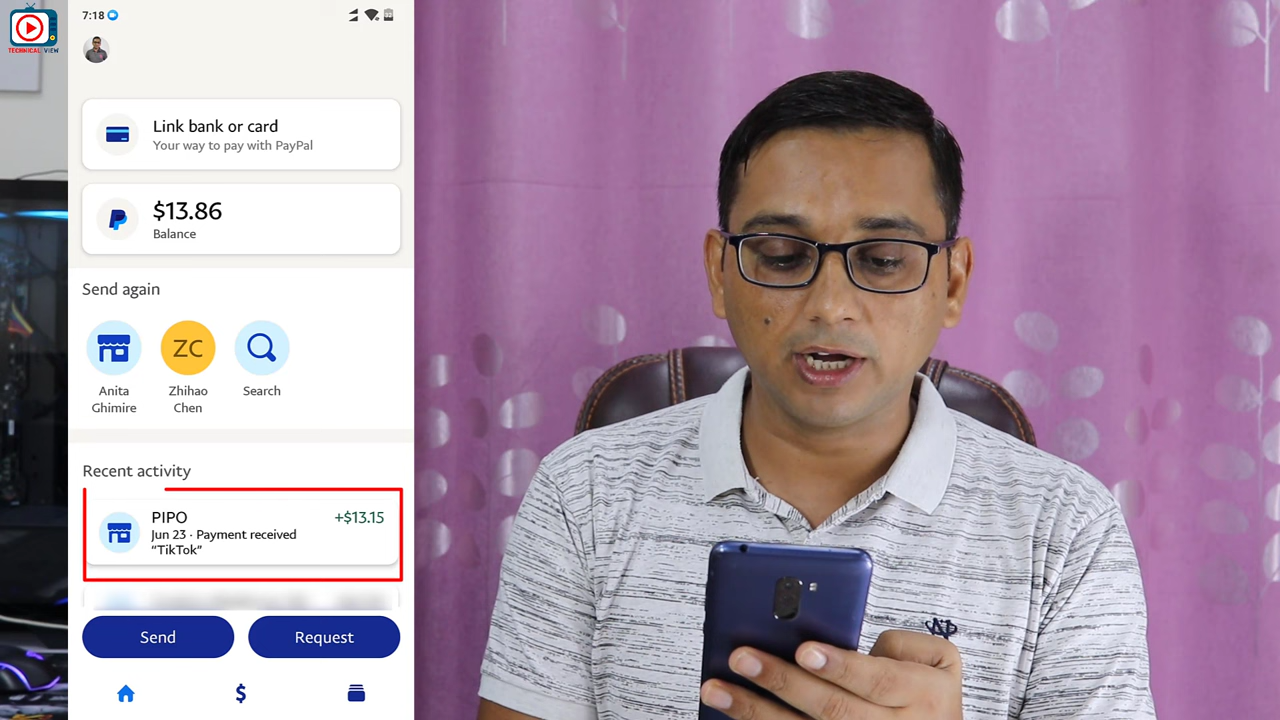 TECHNICAL VIEW
7:18
Link bank or card
Your way to pay with PayPal
$13.86
Balance
Send again
ZC
Anita
Ghimire
Zhihao
Chen
Search
Recent activity
PIPO
+$13.15
Jun 23 · Payment received
“TikTok”
Send
Request
$